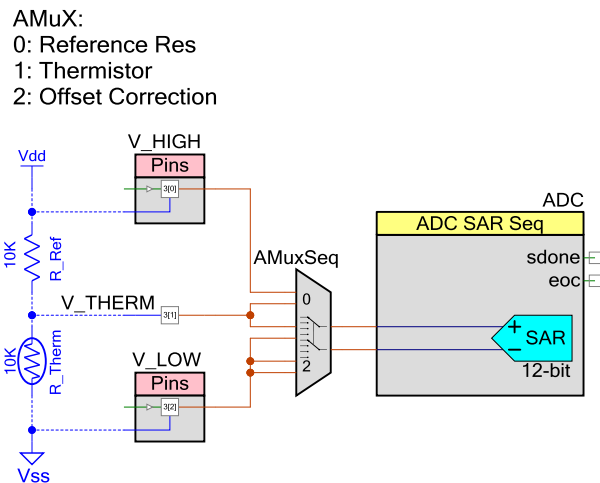 AMuX:
0: Reference Res
1: Thermistor
2: Offset Correction
V_HIGH
Pins
3[0]
Vdd
10K
R_Ref
V_THERM
3[1]
10K
R_Therm
V_LOW
Pins
3[2]
Vss
AMuxSeq
0
2
ADC
ADC SAR Seq
sdone
eoc
+
SAR
−
12-bit